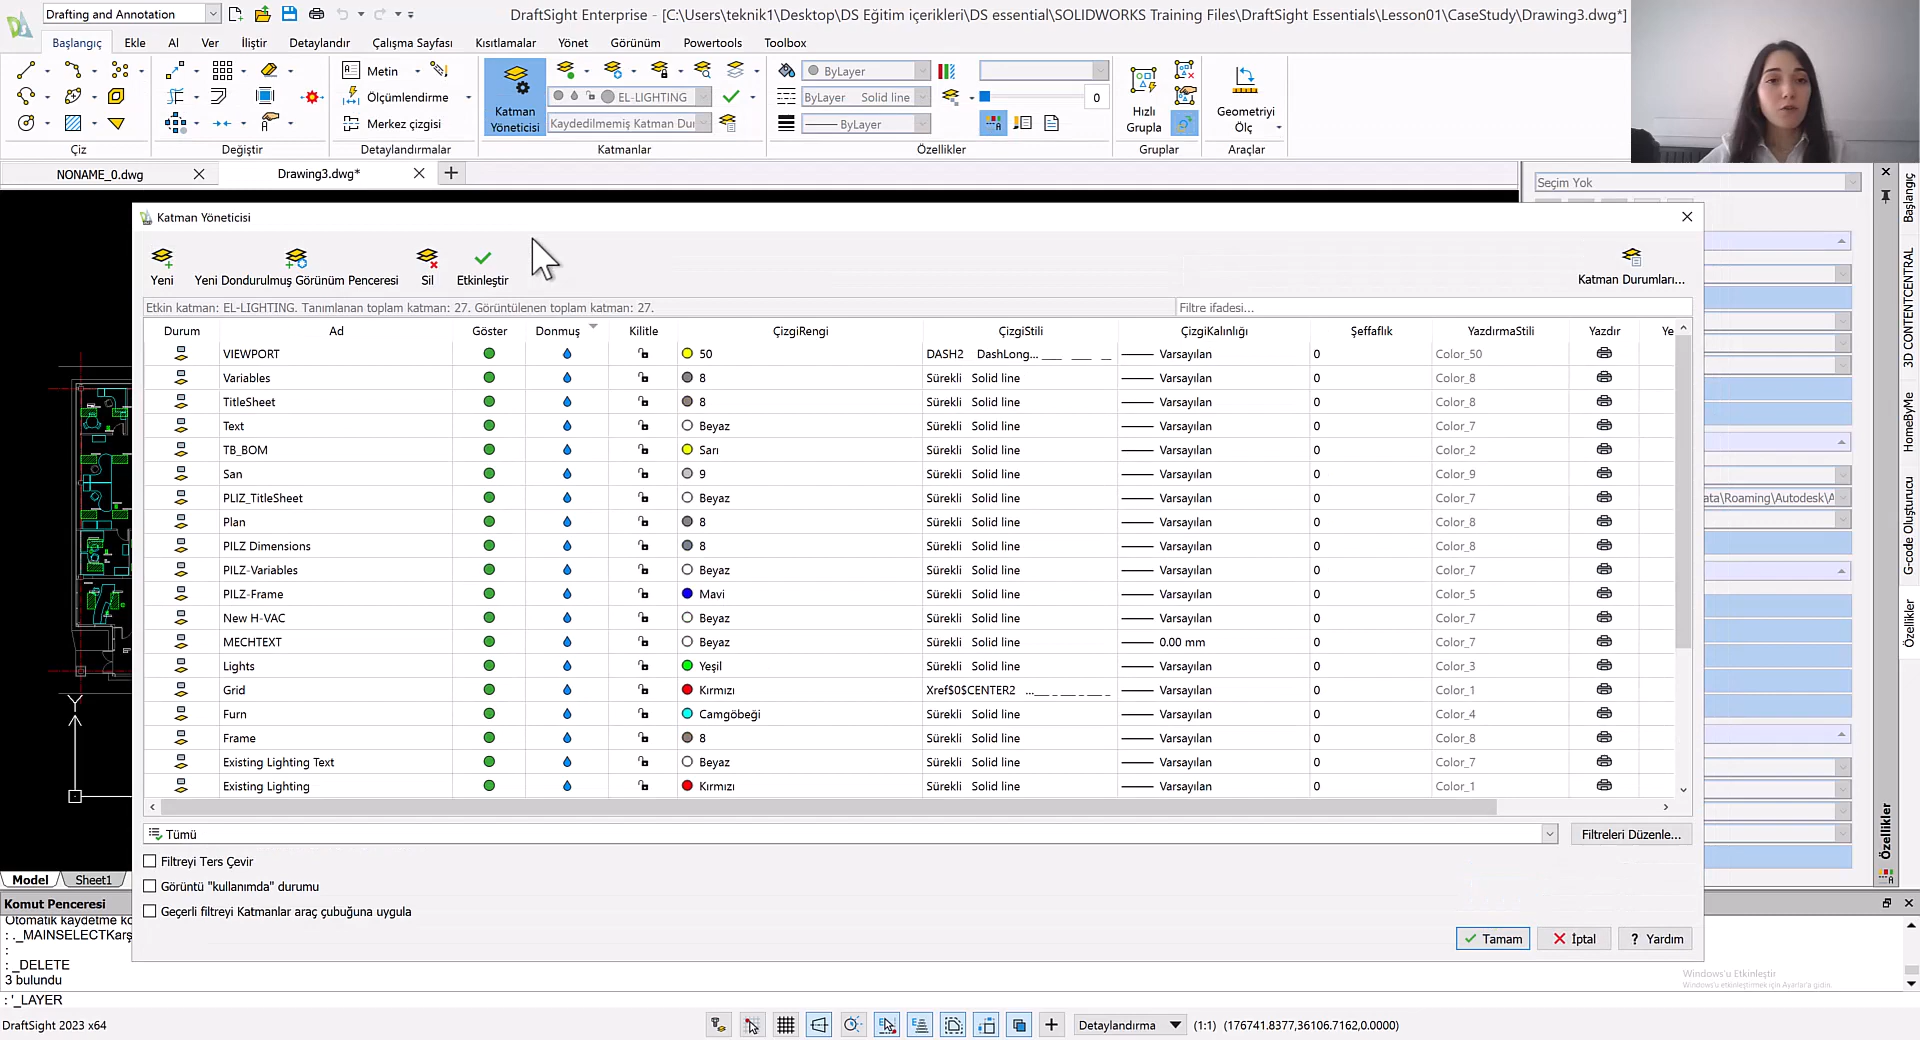 Drafting and Annotation
DraftSight Enterprise - [C:\Users\teknik1\Desktop\DS Eğitim içerikleri\DS essential\SOLIDWORKS Training Files\DraftSight Essentials\Lesson01\CaseStudy\Drawing3.dwg*]
Başlangıç Ekle AI Ver İliştir Detaylandır Çalışma Sayfası Kısıtlamalar Yönet Görünüm Powertools Toolbox
Metin
Ölçümlendirme
Merkez çizgisi
Katman Yöneticisi
EL-LIGHTING
Kaydedilmemiş Katman Du
ByLayer
ByLayer Solid line
ByLayer
0
Hızlı Grupla
Geometriyi Ölç
Çiz Değiştir Detaylandırmalar Katmanlar Özellikler Gruplar Araçlar
NONAME_0.dwg Drawing3.dwg*
Seçim Yok
Katman Yöneticisi
Yeni Yeni Dondurulmuş Görünüm Penceresi Sil Etkinleştir Katman Durumları...
Etkin katman: EL-LIGHTING. Tanımlanan toplam katman: 27. Görüntülenen toplam katman: 27. Filtre ifadesi...
Durum Ad Göster Donmuş Kilitle ÇizgiRengi ÇizgiStili ÇizgiKalınlığı Şeffaflık YazdırmaStili Yazdır Ye
VIEWPORT 50 DASH2 DashLong... Varsayılan 0 Color_50
Variables 8 Sürekli Solid line Varsayılan 0 Color_8
TitleSheet 8 Sürekli Solid line Varsayılan 0 Color_8
Text Beyaz Sürekli Solid line Varsayılan 0 Color_7
TB_BOM Sarı Sürekli Solid line Varsayılan 0 Color_2
San 9 Sürekli Solid line Varsayılan 0 Color_9
PLIZ_TitleSheet Beyaz Sürekli Solid line Varsayılan 0 Color_7
Plan 8 Sürekli Solid line Varsayılan 0 Color_8
PILZ Dimensions 8 Sürekli Solid line Varsayılan 0 Color_8
PILZ-Variables Beyaz Sürekli Solid line Varsayılan 0 Color_7
PILZ-Frame Mavi Sürekli Solid line Varsayılan 0 Color_5
New H-VAC Beyaz Sürekli Solid line Varsayılan 0 Color_7
MECHTEXT Beyaz Sürekli Solid line 0.00 mm 0 Color_7
Lights Yeşil Sürekli Solid line Varsayılan 0 Color_3
Grid Kırmızı Xref$0$CENTER2 ... Varsayılan 0 Color_1
Furn Camgöbeği Sürekli Solid line Varsayılan 0 Color_4
Frame 8 Sürekli Solid line Varsayılan 0 Color_8
Existing Lighting Text Beyaz Sürekli Solid line Varsayılan 0 Color_7
Existing Lighting Kırmızı Sürekli Solid line Varsayılan 0 Color_1
Tümü Filtreleri Düzenle...
Filtreyi Ters Çevir
Görüntü "kullanımda" durumu
Geçerli filtreyi Katmanlar araç çubuğuna uygula
Tamam İptal Yardım
ata\Roaming\Autodesk\A
Başlangıç
3D CONTENTCENTRAL
HomeByMe
G-code Oluşturucu
Özellikler
Özellikler
Y
Model Sheet1
Komut Penceresi
Otomatik kaydetme ko
: ._MAINSELECTKarş
:
: _DELETE
3 bulundu
: '_LAYER
Windows'u Etkinleştir
Windows'u etkinleştirmek için Ayarlar'a gidin.
DraftSight 2023 x64 Detaylandırma (1:1) (176741.8377,36106.7162,0.0000)